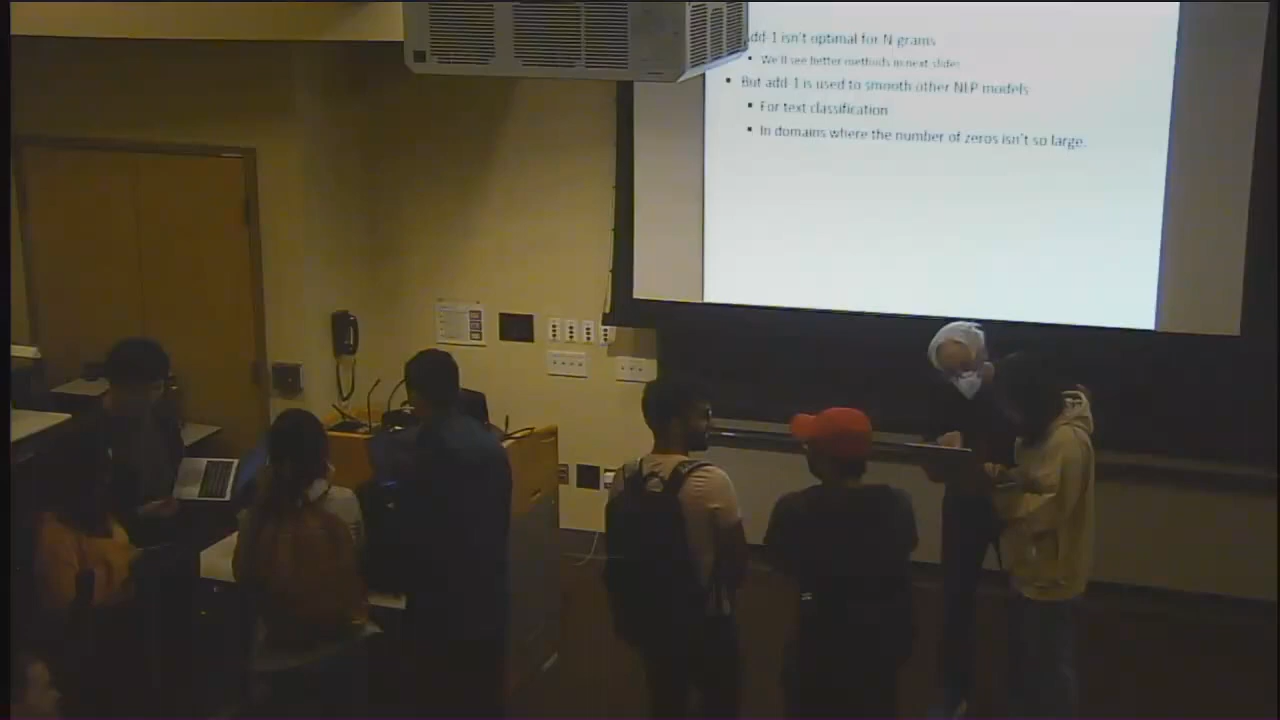 add-1 isn't optimal for N-grams
▪ We'll see better methods in next slides
▪ But add-1 is used to smooth other NLP models
▪ For text classification
▪ In domains where the number of zeros isn't so large.